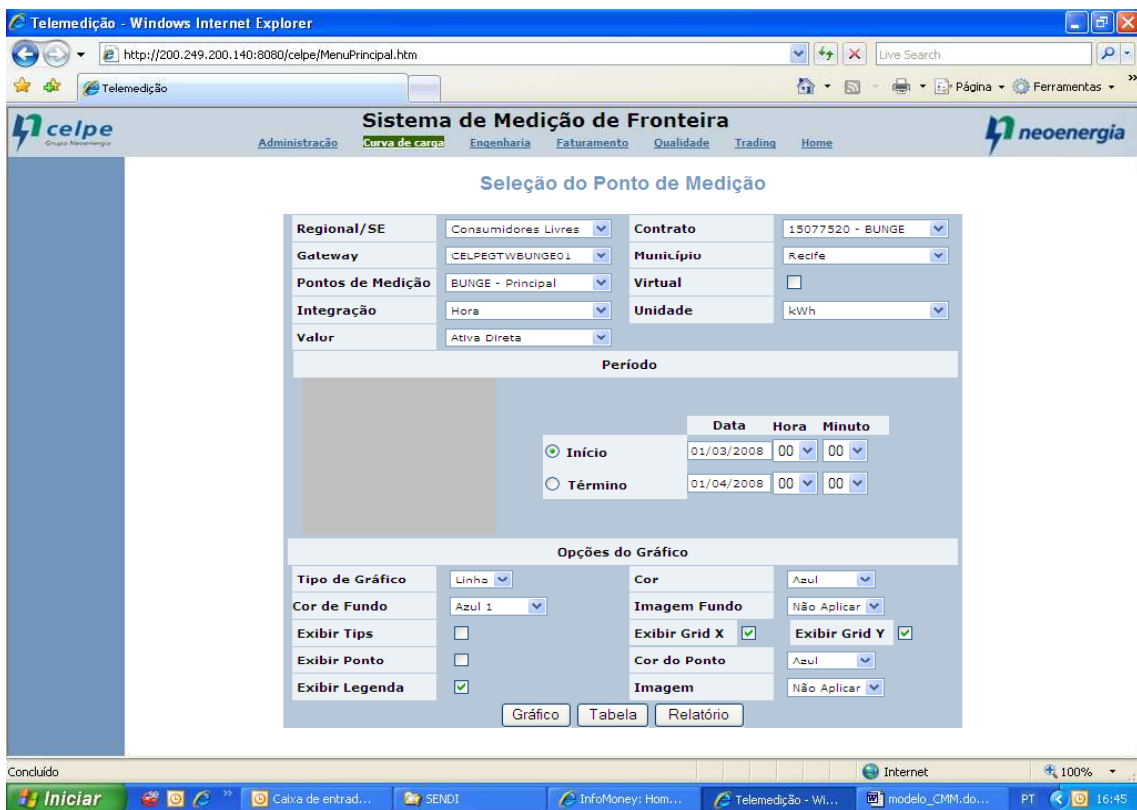 Telemedição - Windows Internet Explorer
http://200.249.200.140:8080/celpe/MenuPrincipal.htm
Live Search
Telemedição
Página
Ferramentas
»
celpe
Grupo Neoenergia
Sistema de Medição de Fronteira
neoenergia
Administração Curva de carga Engenharia Faturamento Qualidade Trading Home
Seleção do Ponto de Medição
Regional/SE Consumidores Livres Contrato 15077520 - BUNGE
Gateway CELPEGTWBUNGE01 Município Recife
Pontos de Medição BUNGE - Principal Virtual
Integração Hora Unidade kWh
Valor Ativa Direta
Período
Data Hora Minuto
Início 01/03/2008 00 00
Término 01/04/2008 00 00
Opções do Gráfico
Tipo de Gráfico Linha Cor Azul
Cor de Fundo Azul 1 Imagem Fundo Não Aplicar
Exibir Tips Exibir Grid X Exibir Grid Y
Exibir Ponto Cor do Ponto Azul
Exibir Legenda Imagem Não Aplicar
Gráfico Tabela Relatório
Concluído Internet 100%
Iniciar » Caixa de entrad... SENDI InfoMoney: Hom... Telemedição - Wi... modelo_CMM.do... PT 16:45